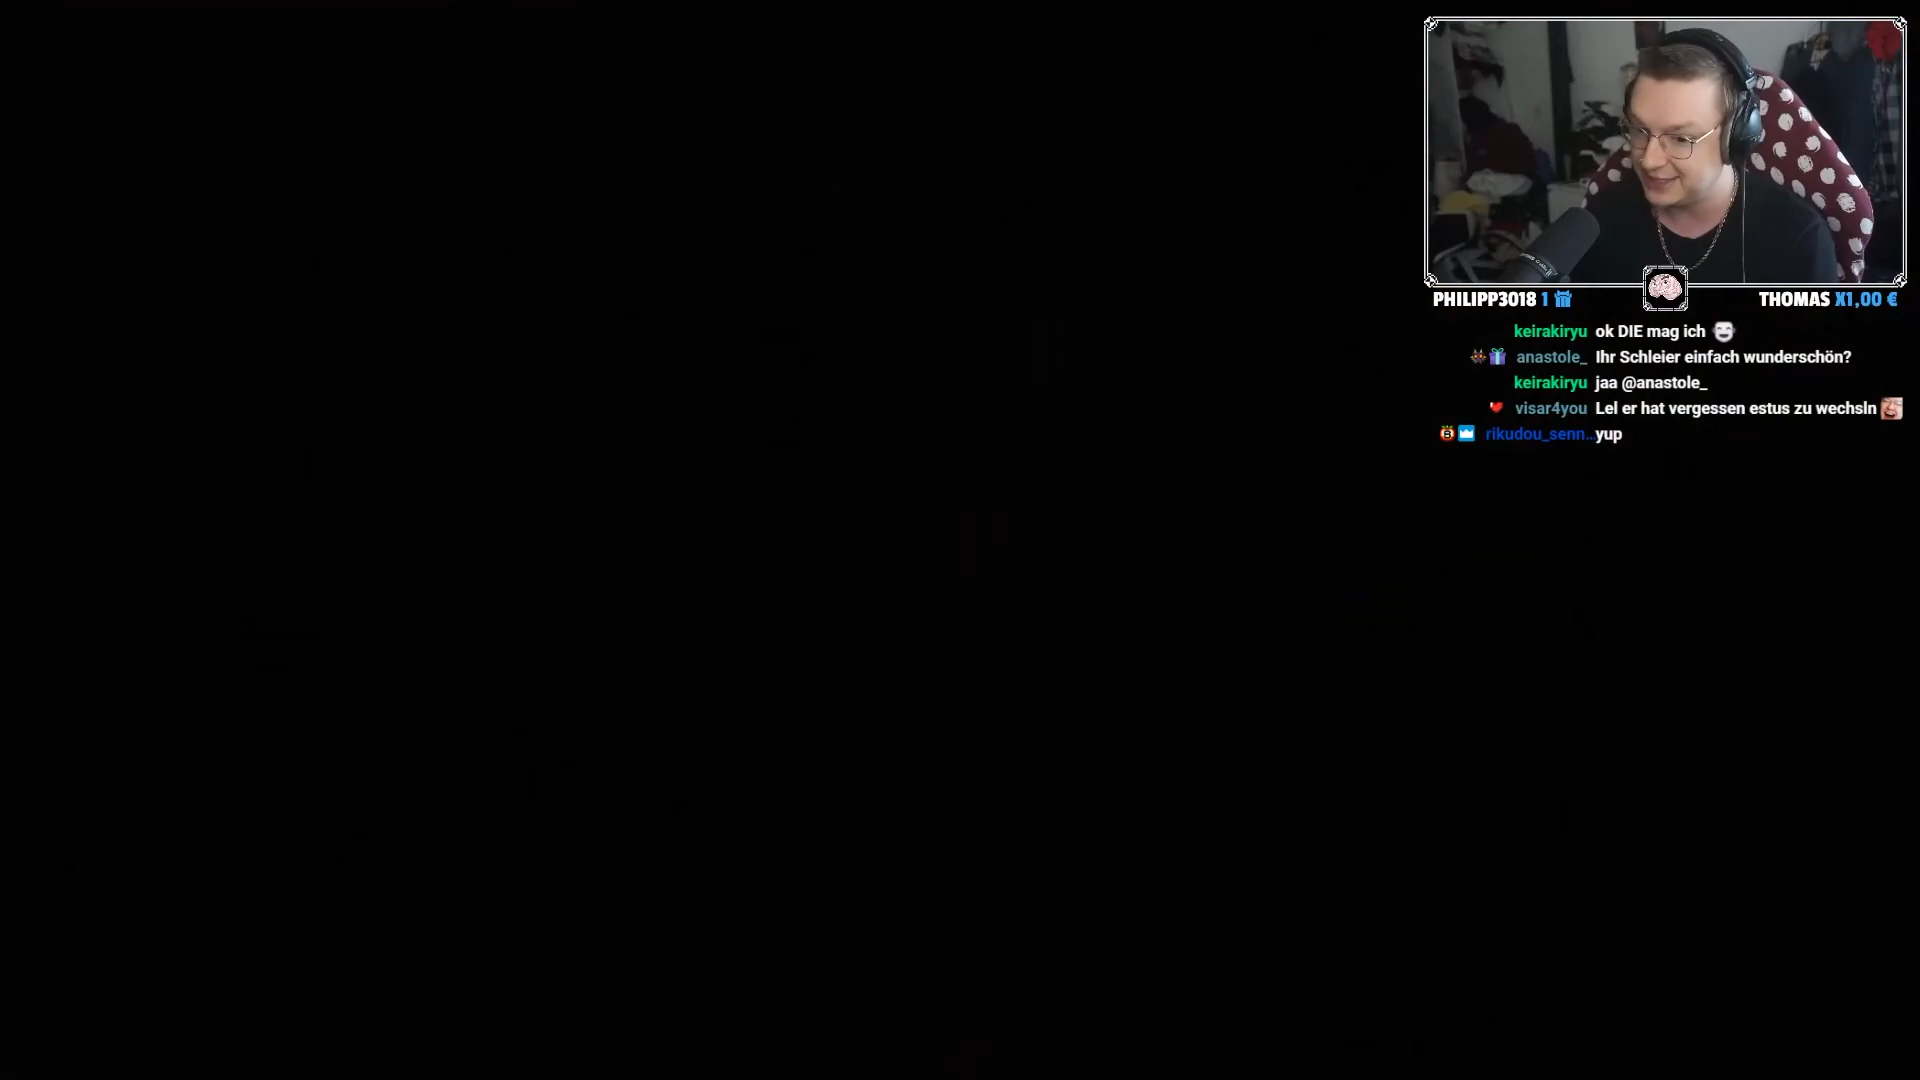 PHILIPP3018 1
THOMAS X1,00 €
keirakiryu ok DIE mag ich
anastole_ Ihr Schleier einfach wunderschön?
keirakiryu jaa @anastole_
visar4you Lel er hat vergessen estus zu wechsln
rikudou_senn... yup